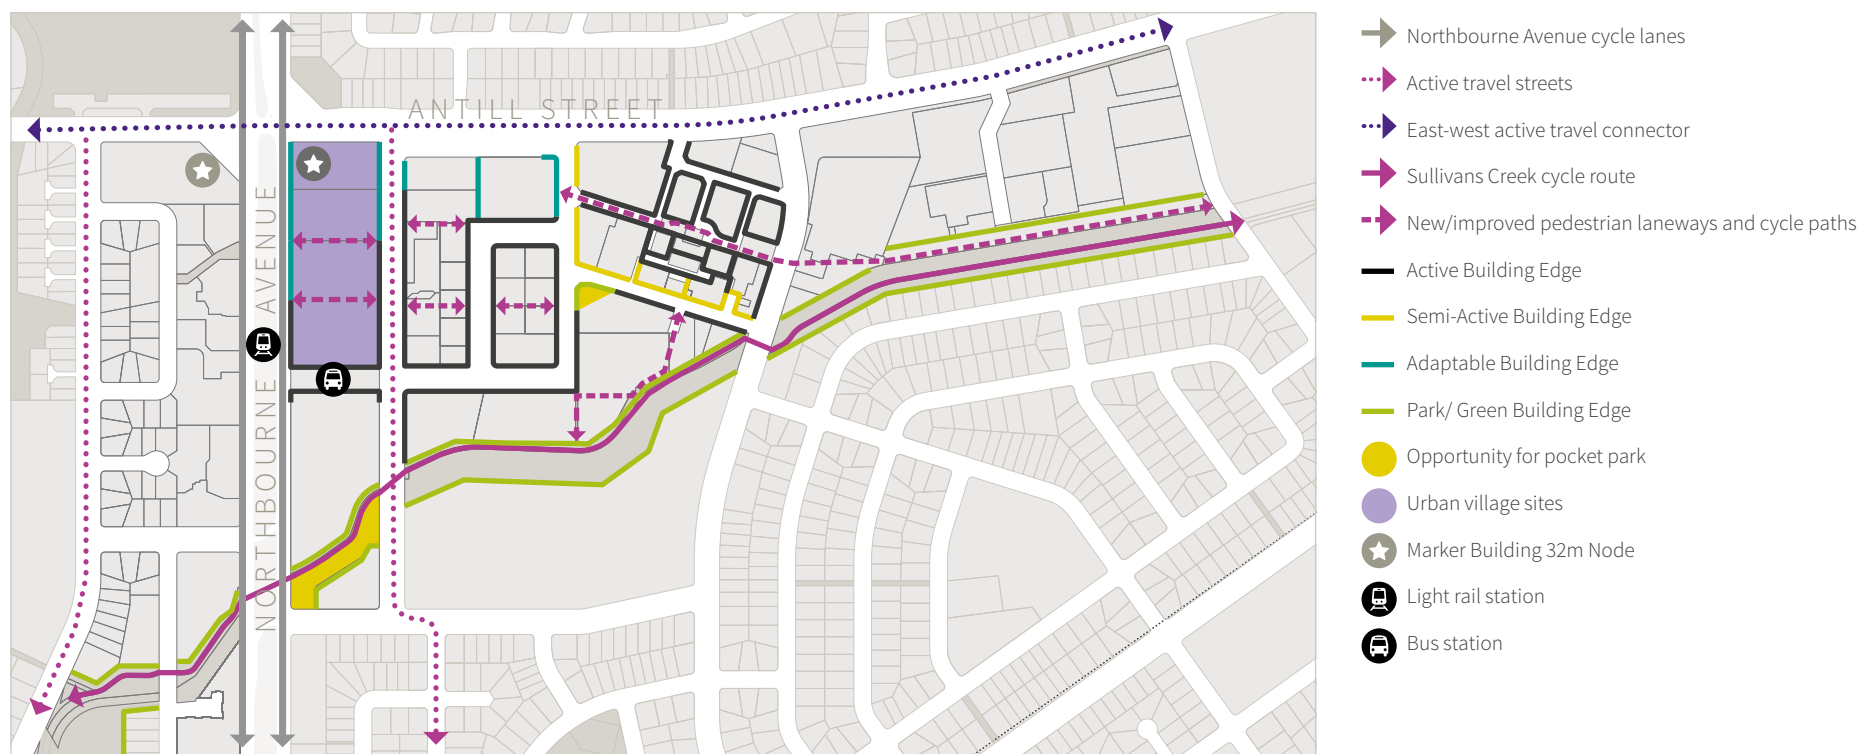 ANTILL STREET
NORTHBOURNE AVENUE
Northbourne Avenue cycle lanes
Active travel streets
East-west active travel connector
Sullivans Creek cycle route
New/improved pedestrian laneways and cycle paths
Active Building Edge
Semi-Active Building Edge
Adaptable Building Edge
Park/ Green Building Edge
Opportunity for pocket park
Urban village sites
Marker Building 32m Node
Light rail station
Bus station